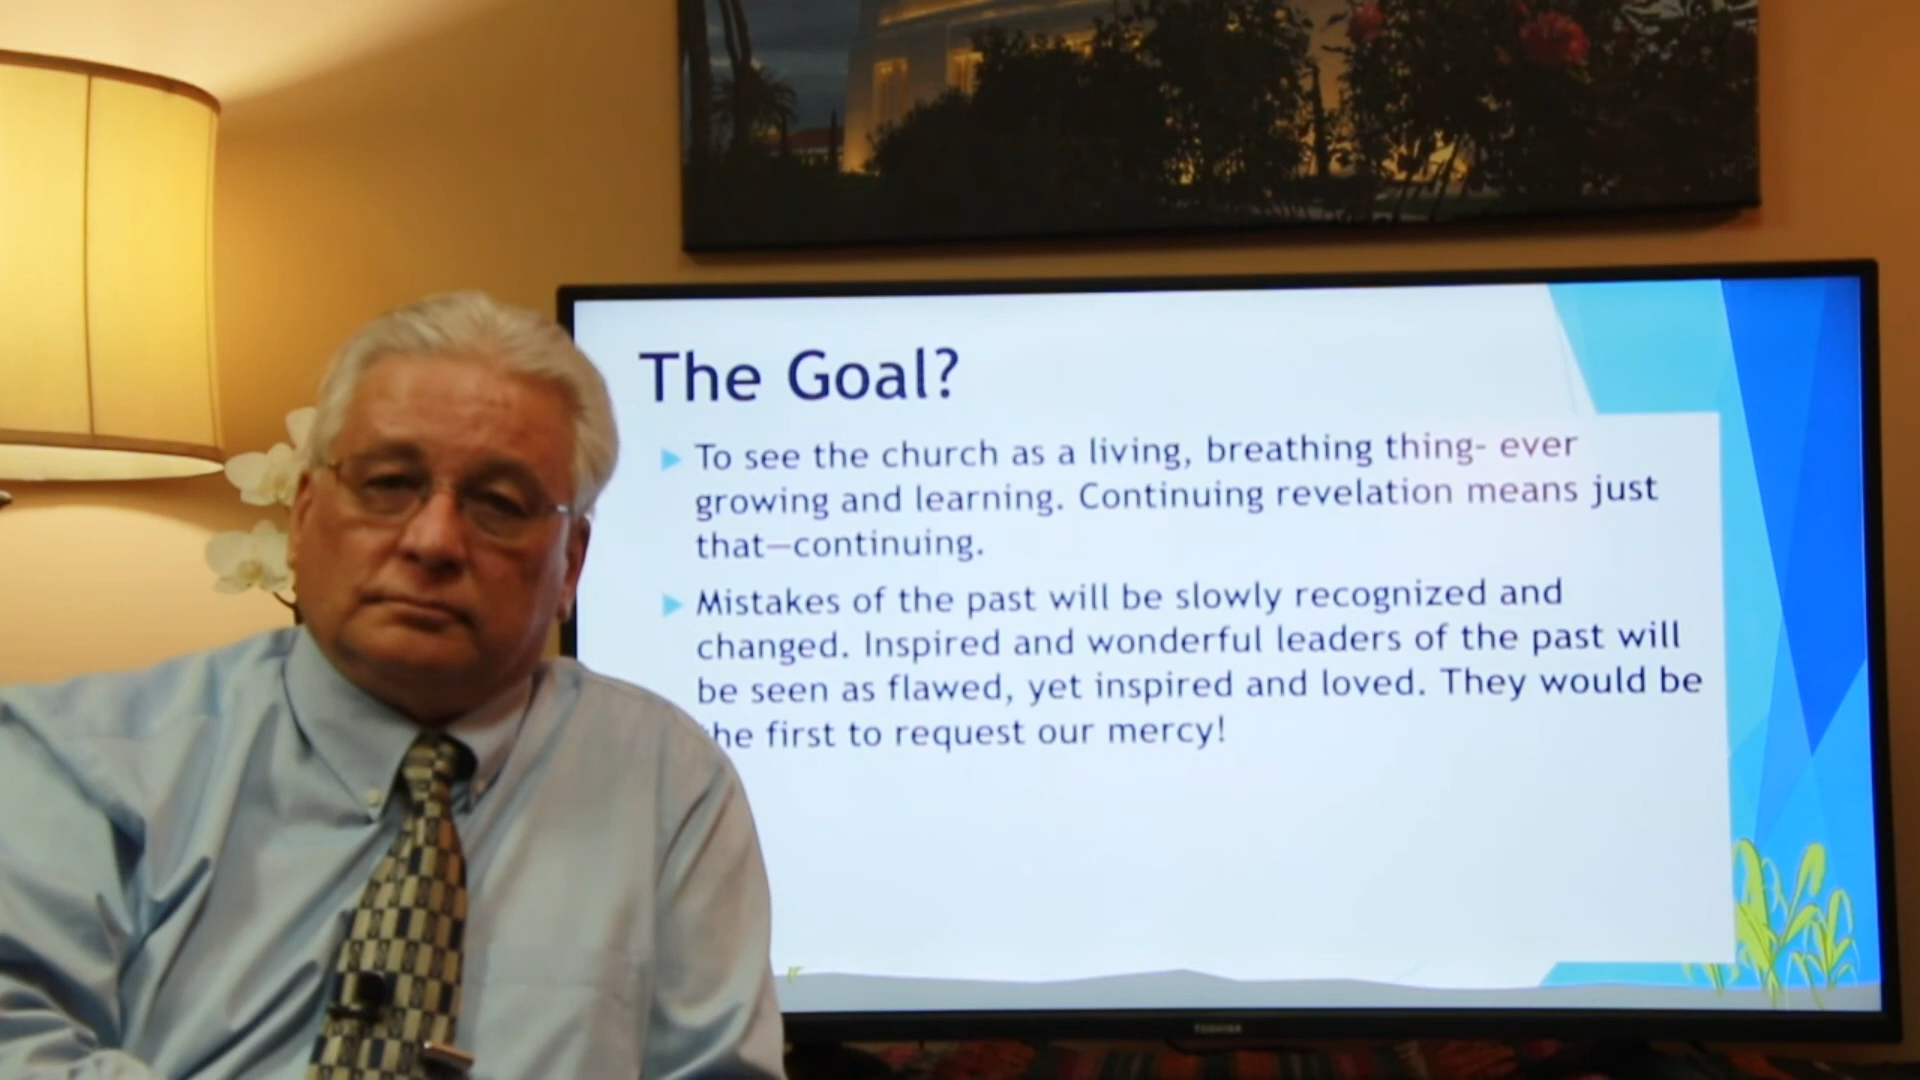 The Goal?
To see the church as a living, breathing thing- ever
growing and learning. Continuing revelation means just
that—continuing.
Mistakes of the past will be slowly recognized and
changed. Inspired and wonderful leaders of the past will
be seen as flawed, yet inspired and loved. They would be
the first to request our mercy!
TOSHIBA